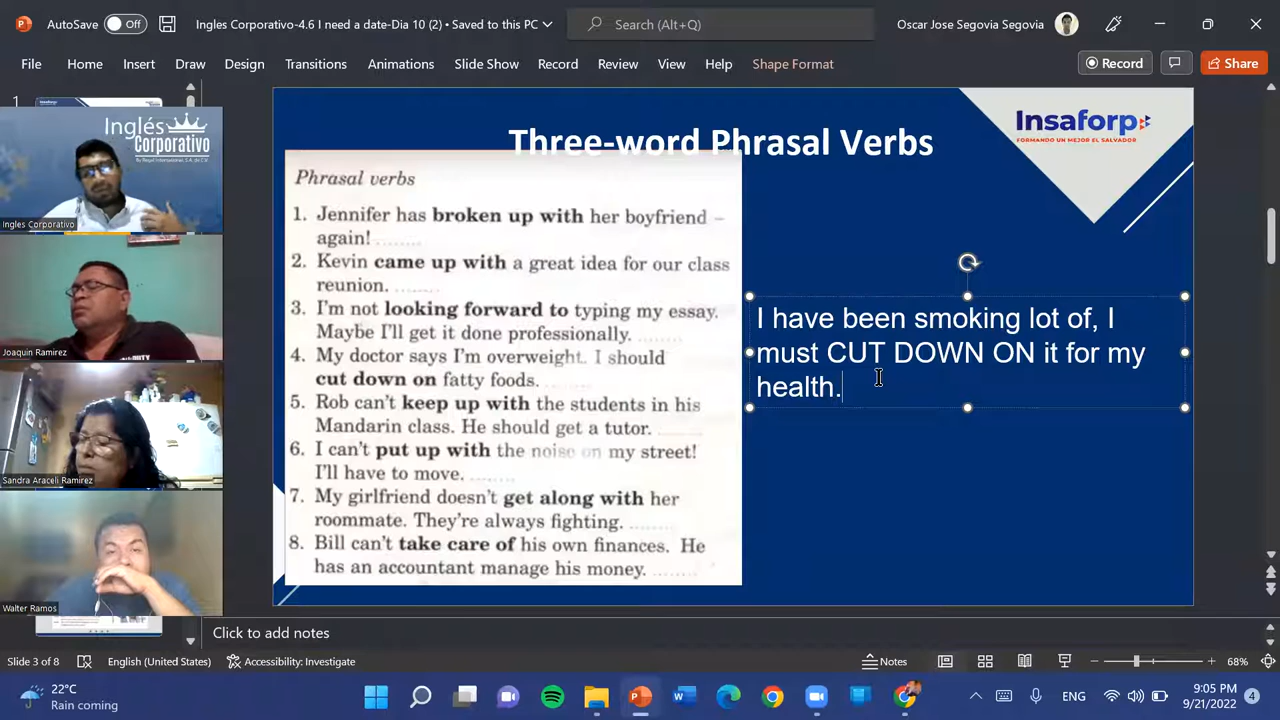 AutoSave Off Ingles Corporativo-4.6 I need a date-Dia 10 (2) • Saved to this PC Search (Alt+Q) Oscar Jose Segovia Segovia
File Home Insert Draw Design Transitions Animations Slide Show Record Review View Help Shape Format Record Share
1
Inglés
Corporativo
Ingles Corporativo
Joaquin Ramirez
Sandra Araceli Ramirez
Walter Ramos
Three-word Phrasal Verbs
Insaforp
FORMANDO UN MEJOR EL SALVADOR
Phrasal verbs
1. Jennifer has broken up with her boyfriend –
again! ........
2. Kevin came up with a great idea for our class
reunion. ........
3. I'm not looking forward to typing my essay.
Maybe I'll get it done professionally. ........
4. My doctor says I'm overweight. I should
cut down on fatty foods. ........
5. Rob can't keep up with the students in his
Mandarin class. He should get a tutor. ........
6. I can't put up with the noise on my street!
I'll have to move. ........
7. My girlfriend doesn't get along with her
roommate. They're always fighting. ........
8. Bill can't take care of his own finances. He
has an accountant manage his money. ........
I have been smoking lot of, I
must CUT DOWN ON it for my
health.
Click to add notes
Slide 3 of 8 English (United States) Accessibility: Investigate Notes 68%
22°C
Rain coming
ENG
9:05 PM
9/21/2022
4